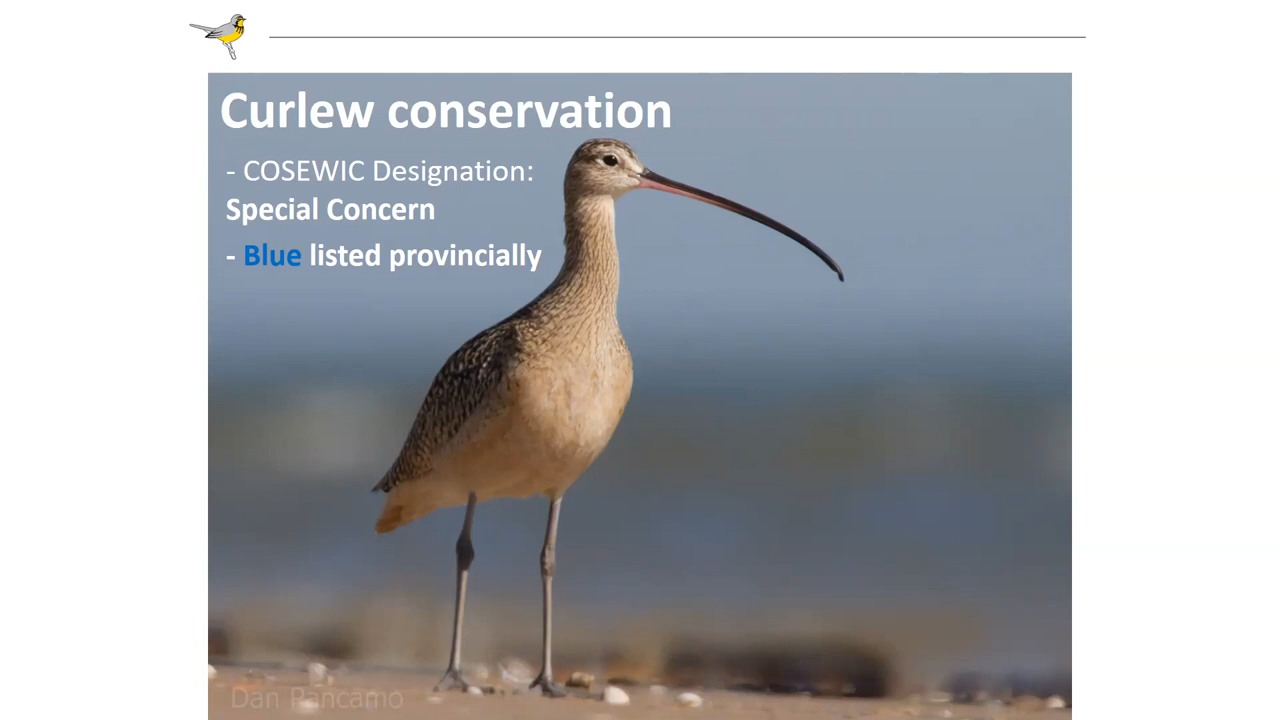 Curlew conservation
- COSEWIC Designation:
Special Concern
- Blue listed provincially
Dan Pancamo